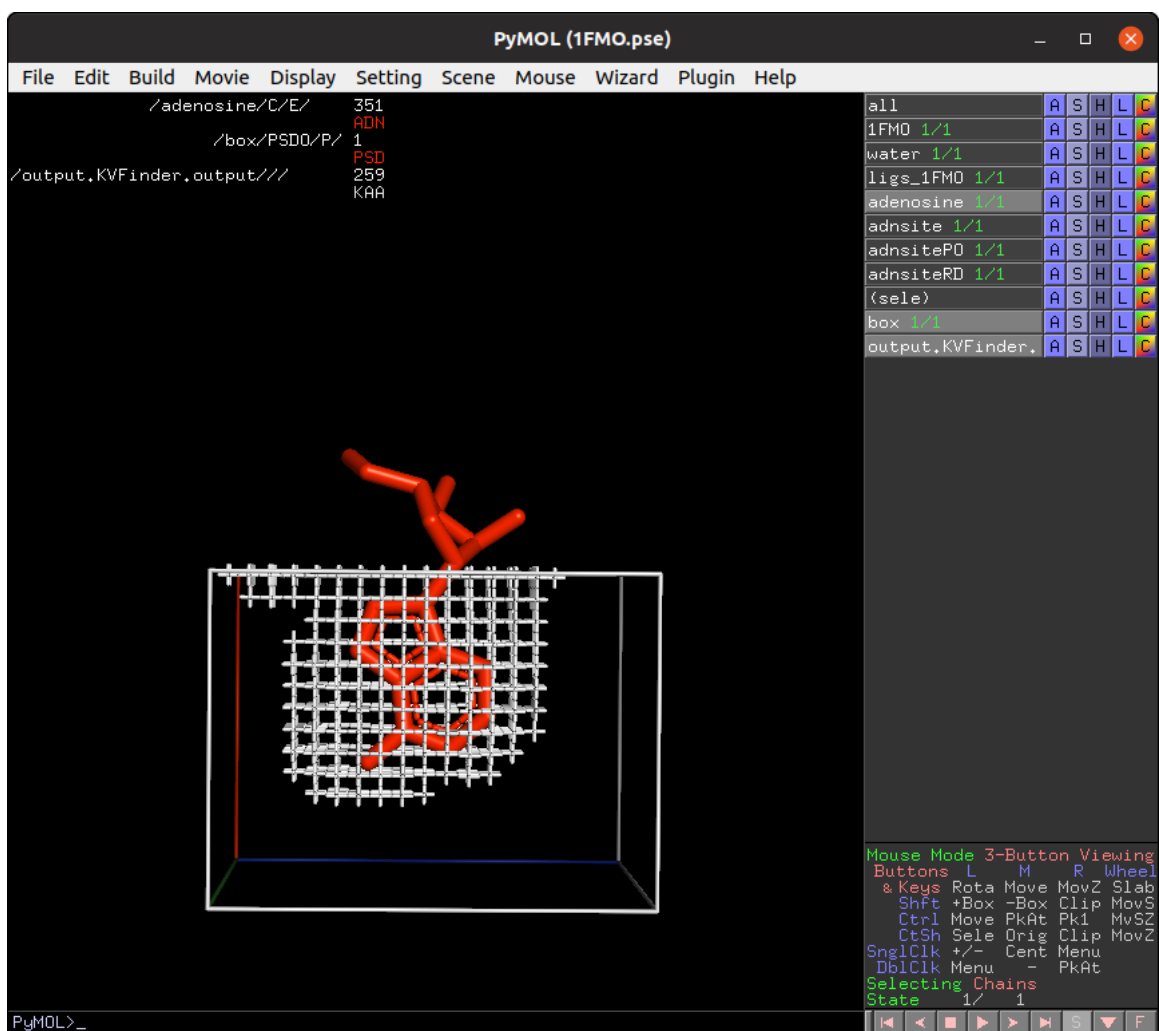 PyMOL (1FMO.pse)
File Edit Build Movie Display Setting Scene Mouse Wizard Plugin Help
/adenosine/C/E/ 351
ADN
/box/PSDO/P/ 1
PSD
/output.KVFinder.output/// 259
KAA
all A S H L C
1FMO 1/1 A S H L C
water 1/1 A S H L C
ligs_1FMO 1/1 A S H L C
adenosine 1/1 A S H L C
adnsite 1/1 A S H L C
adnsitePO 1/1 A S H L C
adnsiteRD 1/1 A S H L C
(sele) A S H L C
box 1/1 A S H L C
output.KVFinder. A S H L C
Mouse Mode 3-Button Viewing
Buttons L M R Wheel
& Keys Rota Move MovZ Slab
Shft +Box -Box Clip MovS
Ctrl Move PkAt Pk1 MvSZ
CtSh Sele Orig Clip MovZ
SnglClk +/- Cent Menu
DblClk Menu - PkAt
Selecting Chains
State 1/ 1
PyMOL>_
S F